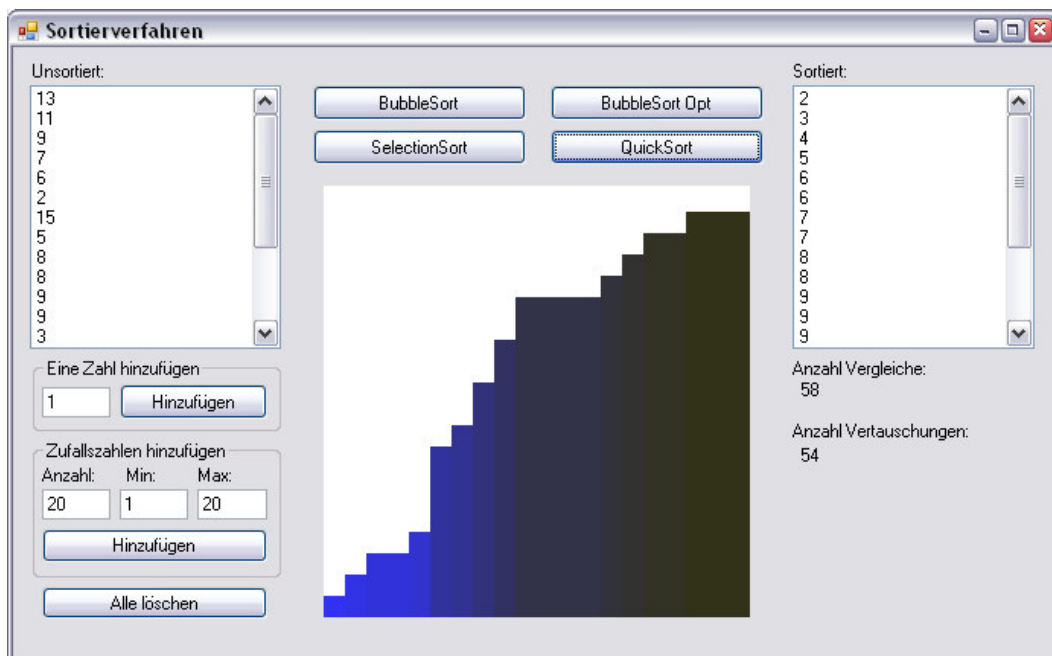 Sortierverfahren
Unsortiert:
13
11
9
7
6
2
15
5
8
8
9
9
3
BubbleSort
BubbleSort Opt
SelectionSort
QuickSort
Sortiert:
2
3
4
5
6
6
7
7
8
8
9
9
9
Eine Zahl hinzufügen
1
Hinzufügen
Zufallszahlen hinzufügen
Anzahl: Min: Max:
20 1 20
Hinzufügen
Alle löschen
Anzahl Vergleiche:
58
Anzahl Vertauschungen:
54